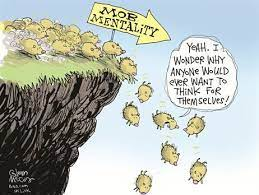 MOB
MENTALITY
YEAH. I
WONDER WHY
ANYONE WOULD
EVER WANT TO
THINK FOR
THEMSELVES!